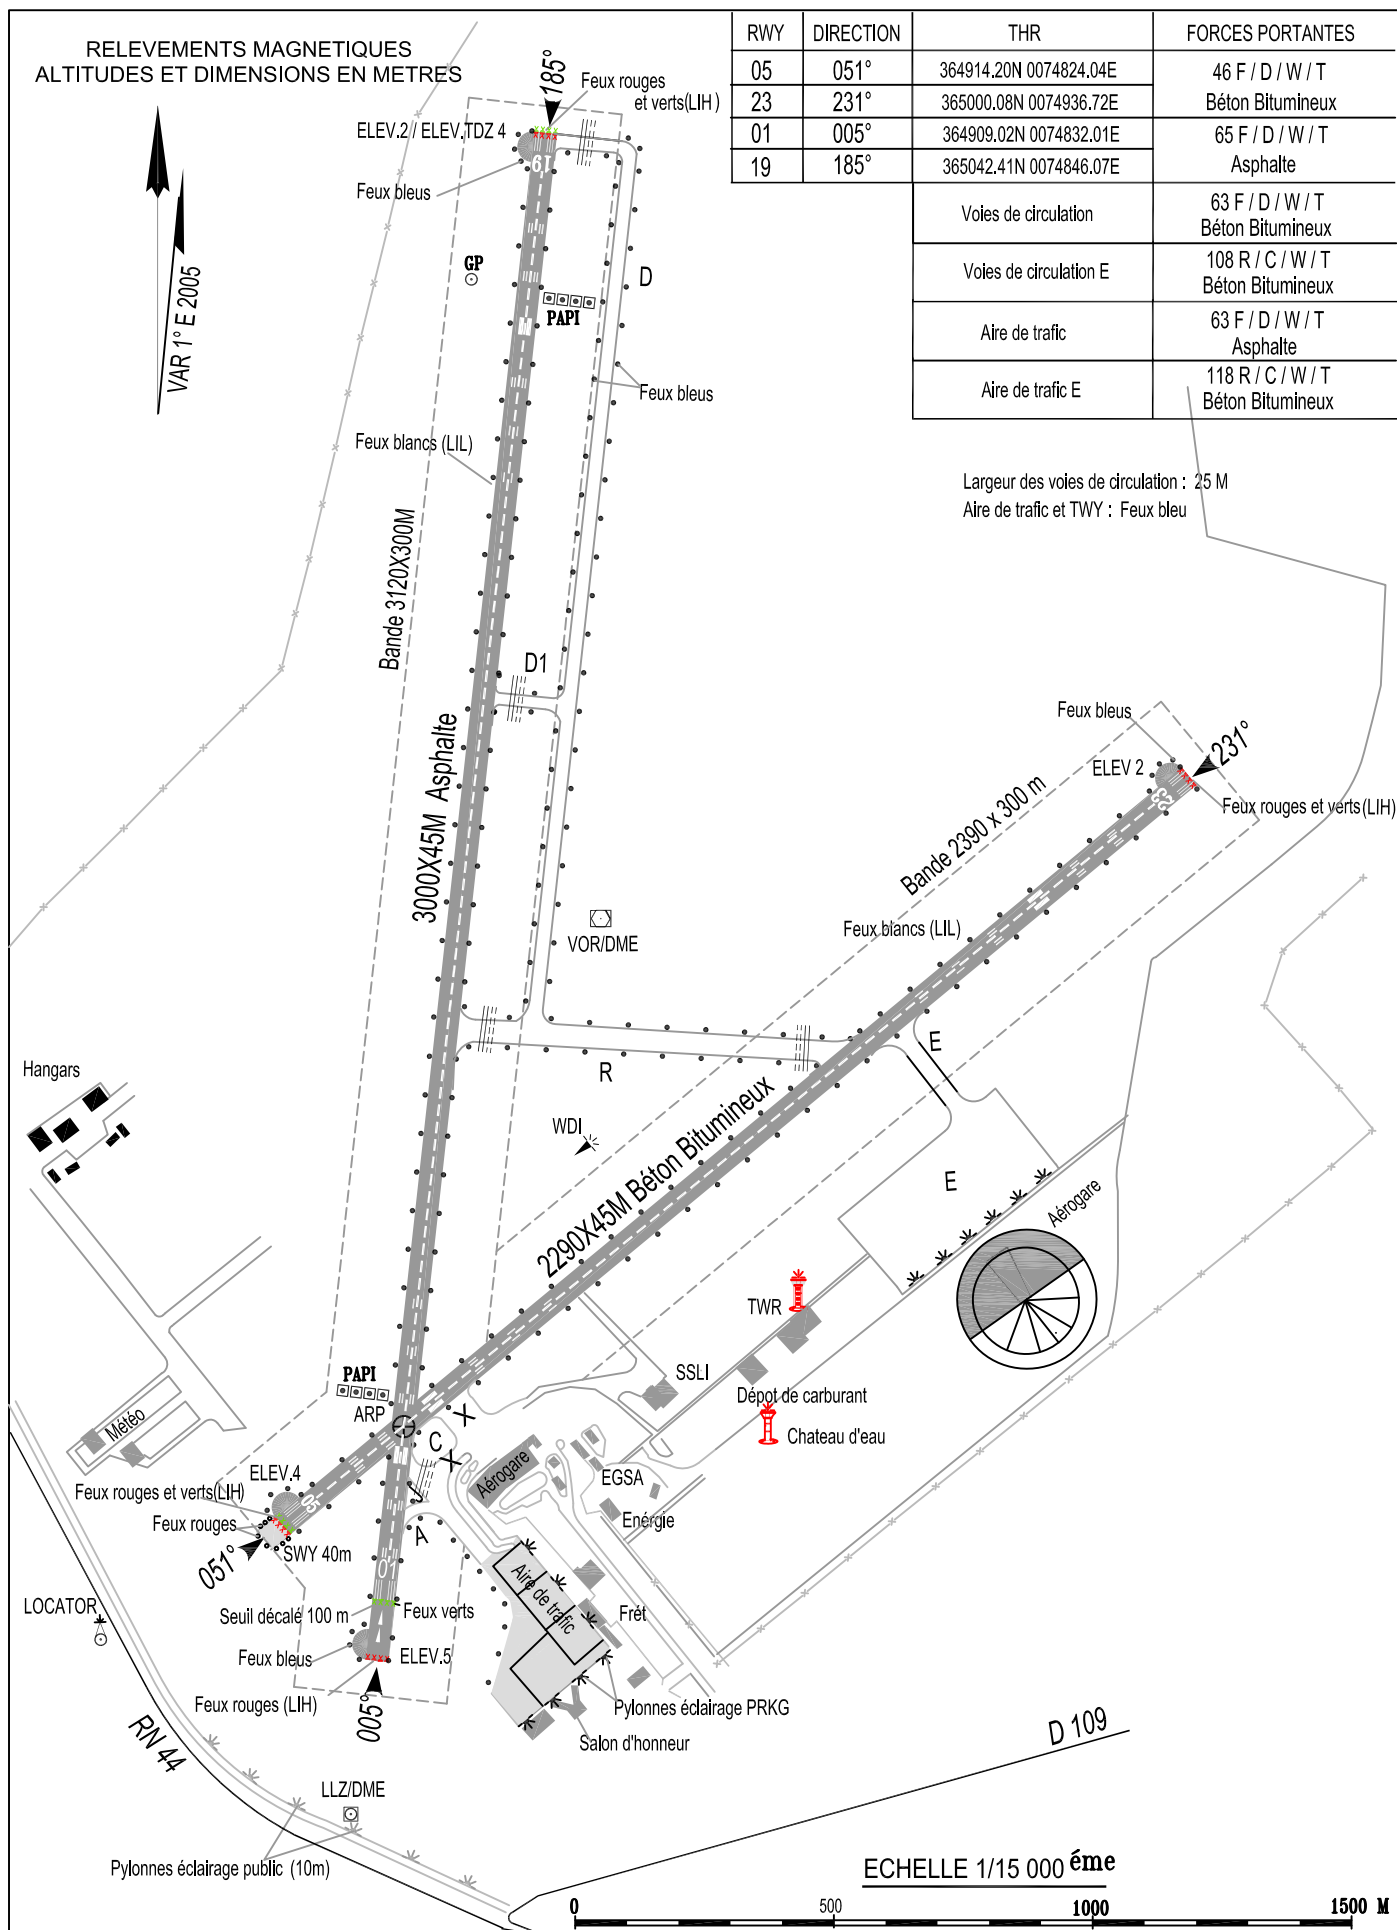 RELEVEMENTS MAGNETIQUES
ALTITUDES ET DIMENSIONS EN METRES
VAR 1° E 2005
RWY DIRECTION THR FORCES PORTANTES
05 051° 364914.20N 0074824.04E 46 F / D / W / T
23 231° 365000.08N 0074936.72E Béton Bitumineux
01 005° 364909.02N 0074832.01E 65 F / D / W / T
19 185° 365042.41N 0074846.07E Asphalte
Voies de circulation 63 F / D / W / T
Béton Bitumineux
Voies de circulation E 108 R / C / W / T
Béton Bitumineux
Aire de trafic 63 F / D / W / T
Asphalte
Aire de trafic E 118 R / C / W / T
Béton Bitumineux
Largeur des voies de circulation : 25 M
Aire de trafic et TWY : Feux bleu
185°
Feux rouges
et verts(LIH )
ELEV.2 / ELEV.TDZ 4
19
Feux bleus
GP
D
PAPI
Feux bleus
Feux blancs (LIL)
Bande 3120X300M
D1
3000X45M Asphalte
Feux bleus
231°
ELEV 2
23
Feux rouges et verts(LIH)
Bande 2390 x 300 m
Feux blancs (LIL)
VOR/DME
E
R
Hangars
WDI
2290X45M Béton Bitumineux
E
Aérogare
TWR
SSLI
PAPI
ARP
Dépot de carburant
Chateau d'eau
Météo
X
C
X
Aérogare
EGSA
ELEV.4
Feux rouges et verts(LIH)
05
Feux rouges
Enérgie
A
SWY 40m
051°
01
Aire de trafic
LOCATOR
Seuil décalé 100 m
Feux verts
Frét
Feux bleus
ELEV.5
Feux rouges (LIH)
005°
Pylonnes éclairage PRKG
Salon d'honneur
D 109
RN 44
LLZ/DME
Pylonnes éclairage public (10m)
ECHELLE 1/15 000 éme
0 500 1000 1500 M